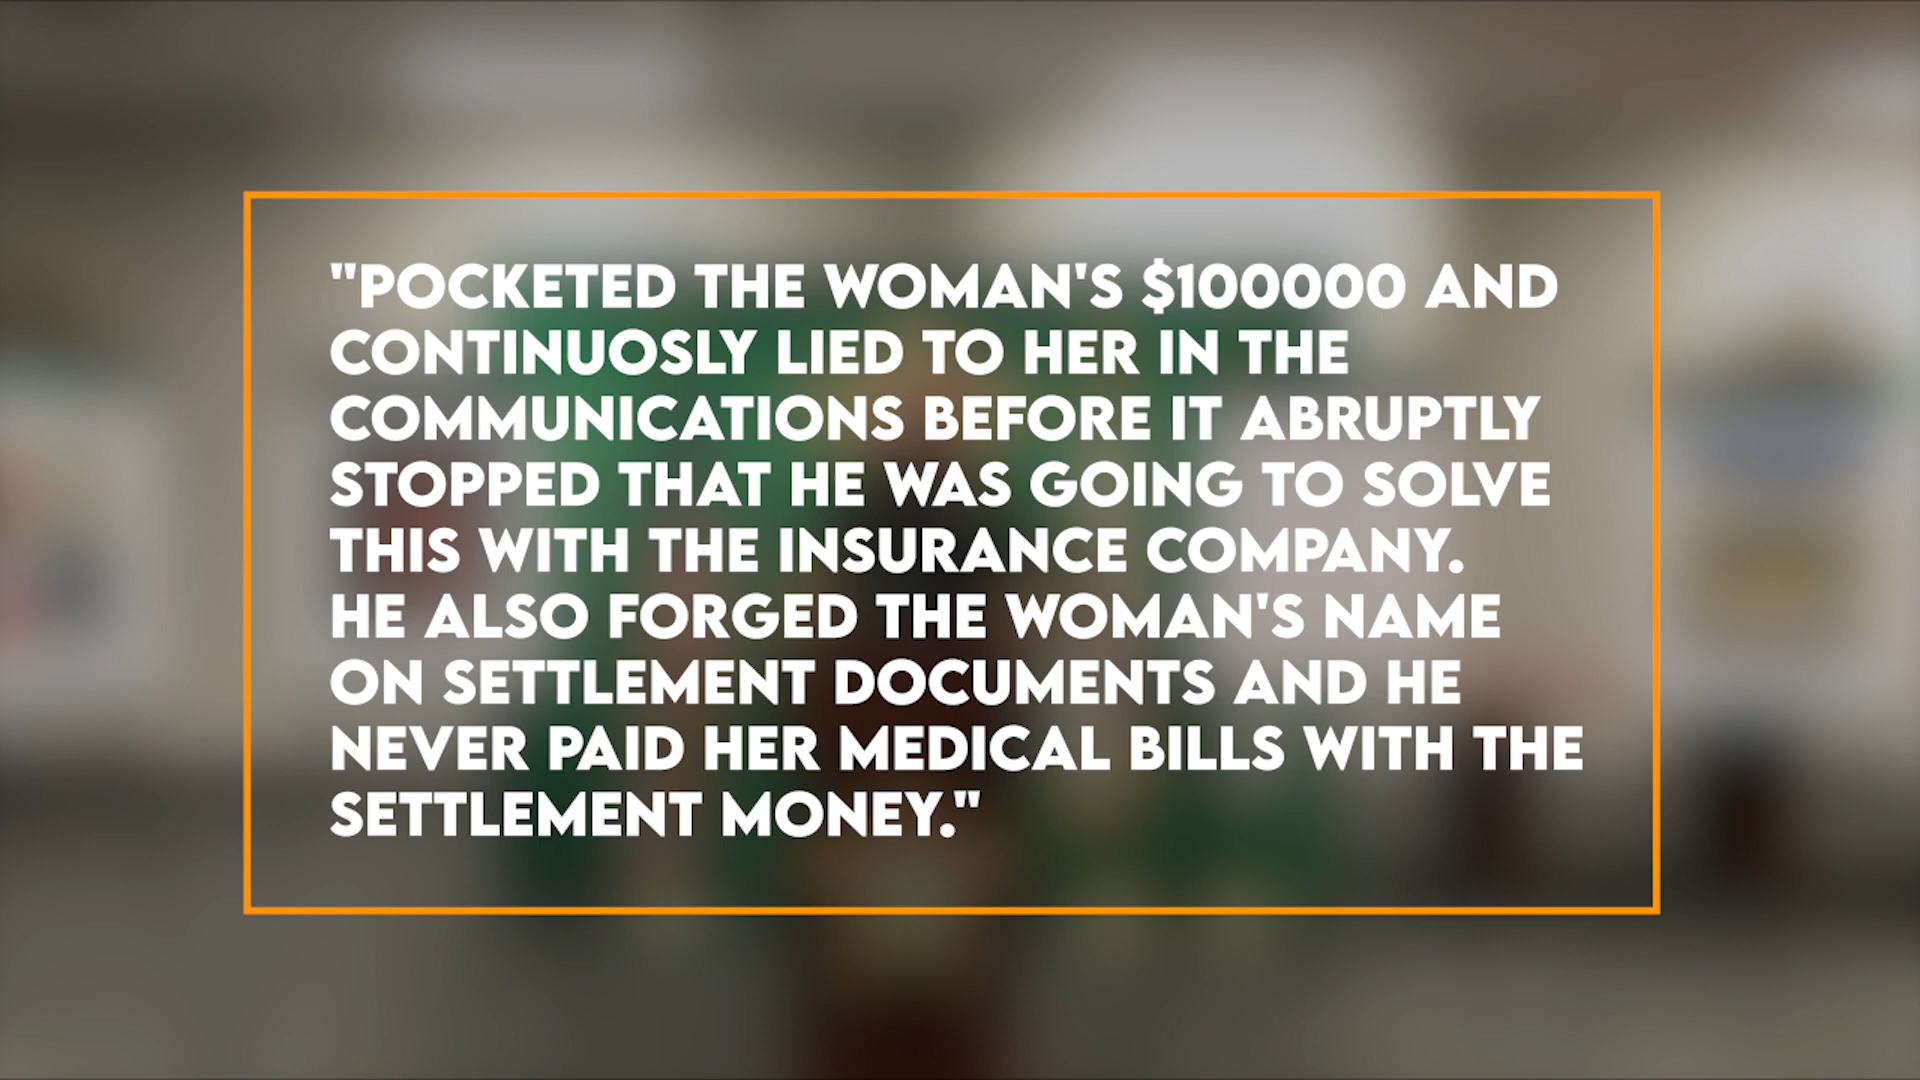 "POCKETED THE WOMAN'S $100000 AND
CONTINUOSLY LIED TO HER IN THE
COMMUNICATIONS BEFORE IT ABRUPTLY
STOPPED THAT HE WAS GOING TO SOLVE
THIS WITH THE INSURANCE COMPANY.
HE ALSO FORGED THE WOMAN'S NAME
ON SETTLEMENT DOCUMENTS AND HE
NEVER PAID HER MEDICAL BILLS WITH THE
SETTLEMENT MONEY."